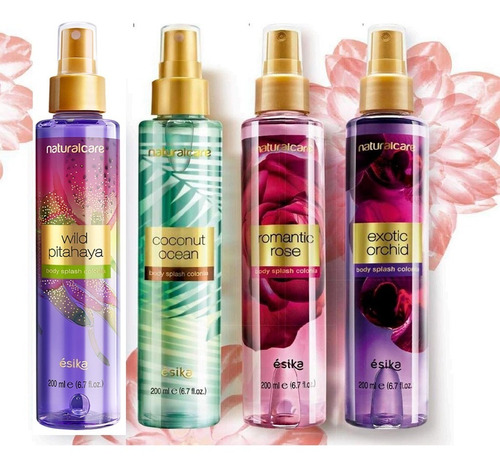 naturalcare
wild
pitahaya
body splash
ésika
200 ml e (6.7 fl.oz.)
naturalcare
coconut
ocean
body splash colonia
ésika
200 ml e (6.7 fl.oz.)
naturalcare
romantic
rose
body splash colonia
ésika
200 ml e (6.7 fl.oz.)
naturalcare
exotic
orchid
body splash colonia
ésika
200 ml e (6.7 fl.oz.)